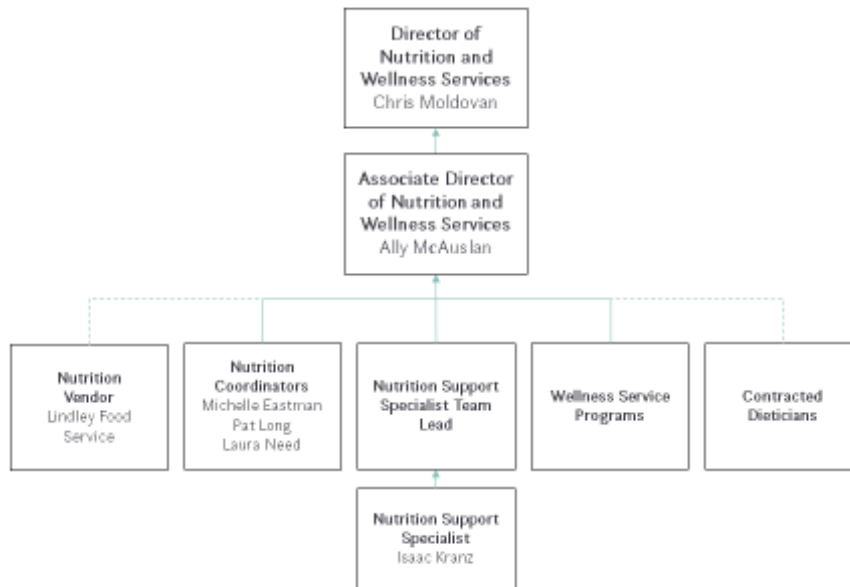 Director of
Nutrition and
Wellness Services
Chris Moldovan
Associate Director
of Nutrition and
Wellness Services
Ally McAuslan
Nutrition
Vendor
Lindley Food
Service
Nutrition
Coordinators
Michelle Eastman
Pat Long
Laura Need
Nutrition Support
Specialist Team
Lead
Wellness Service
Programs
Contracted
Dieticians
Nutrition Support
Specialist
Isaac Kranz